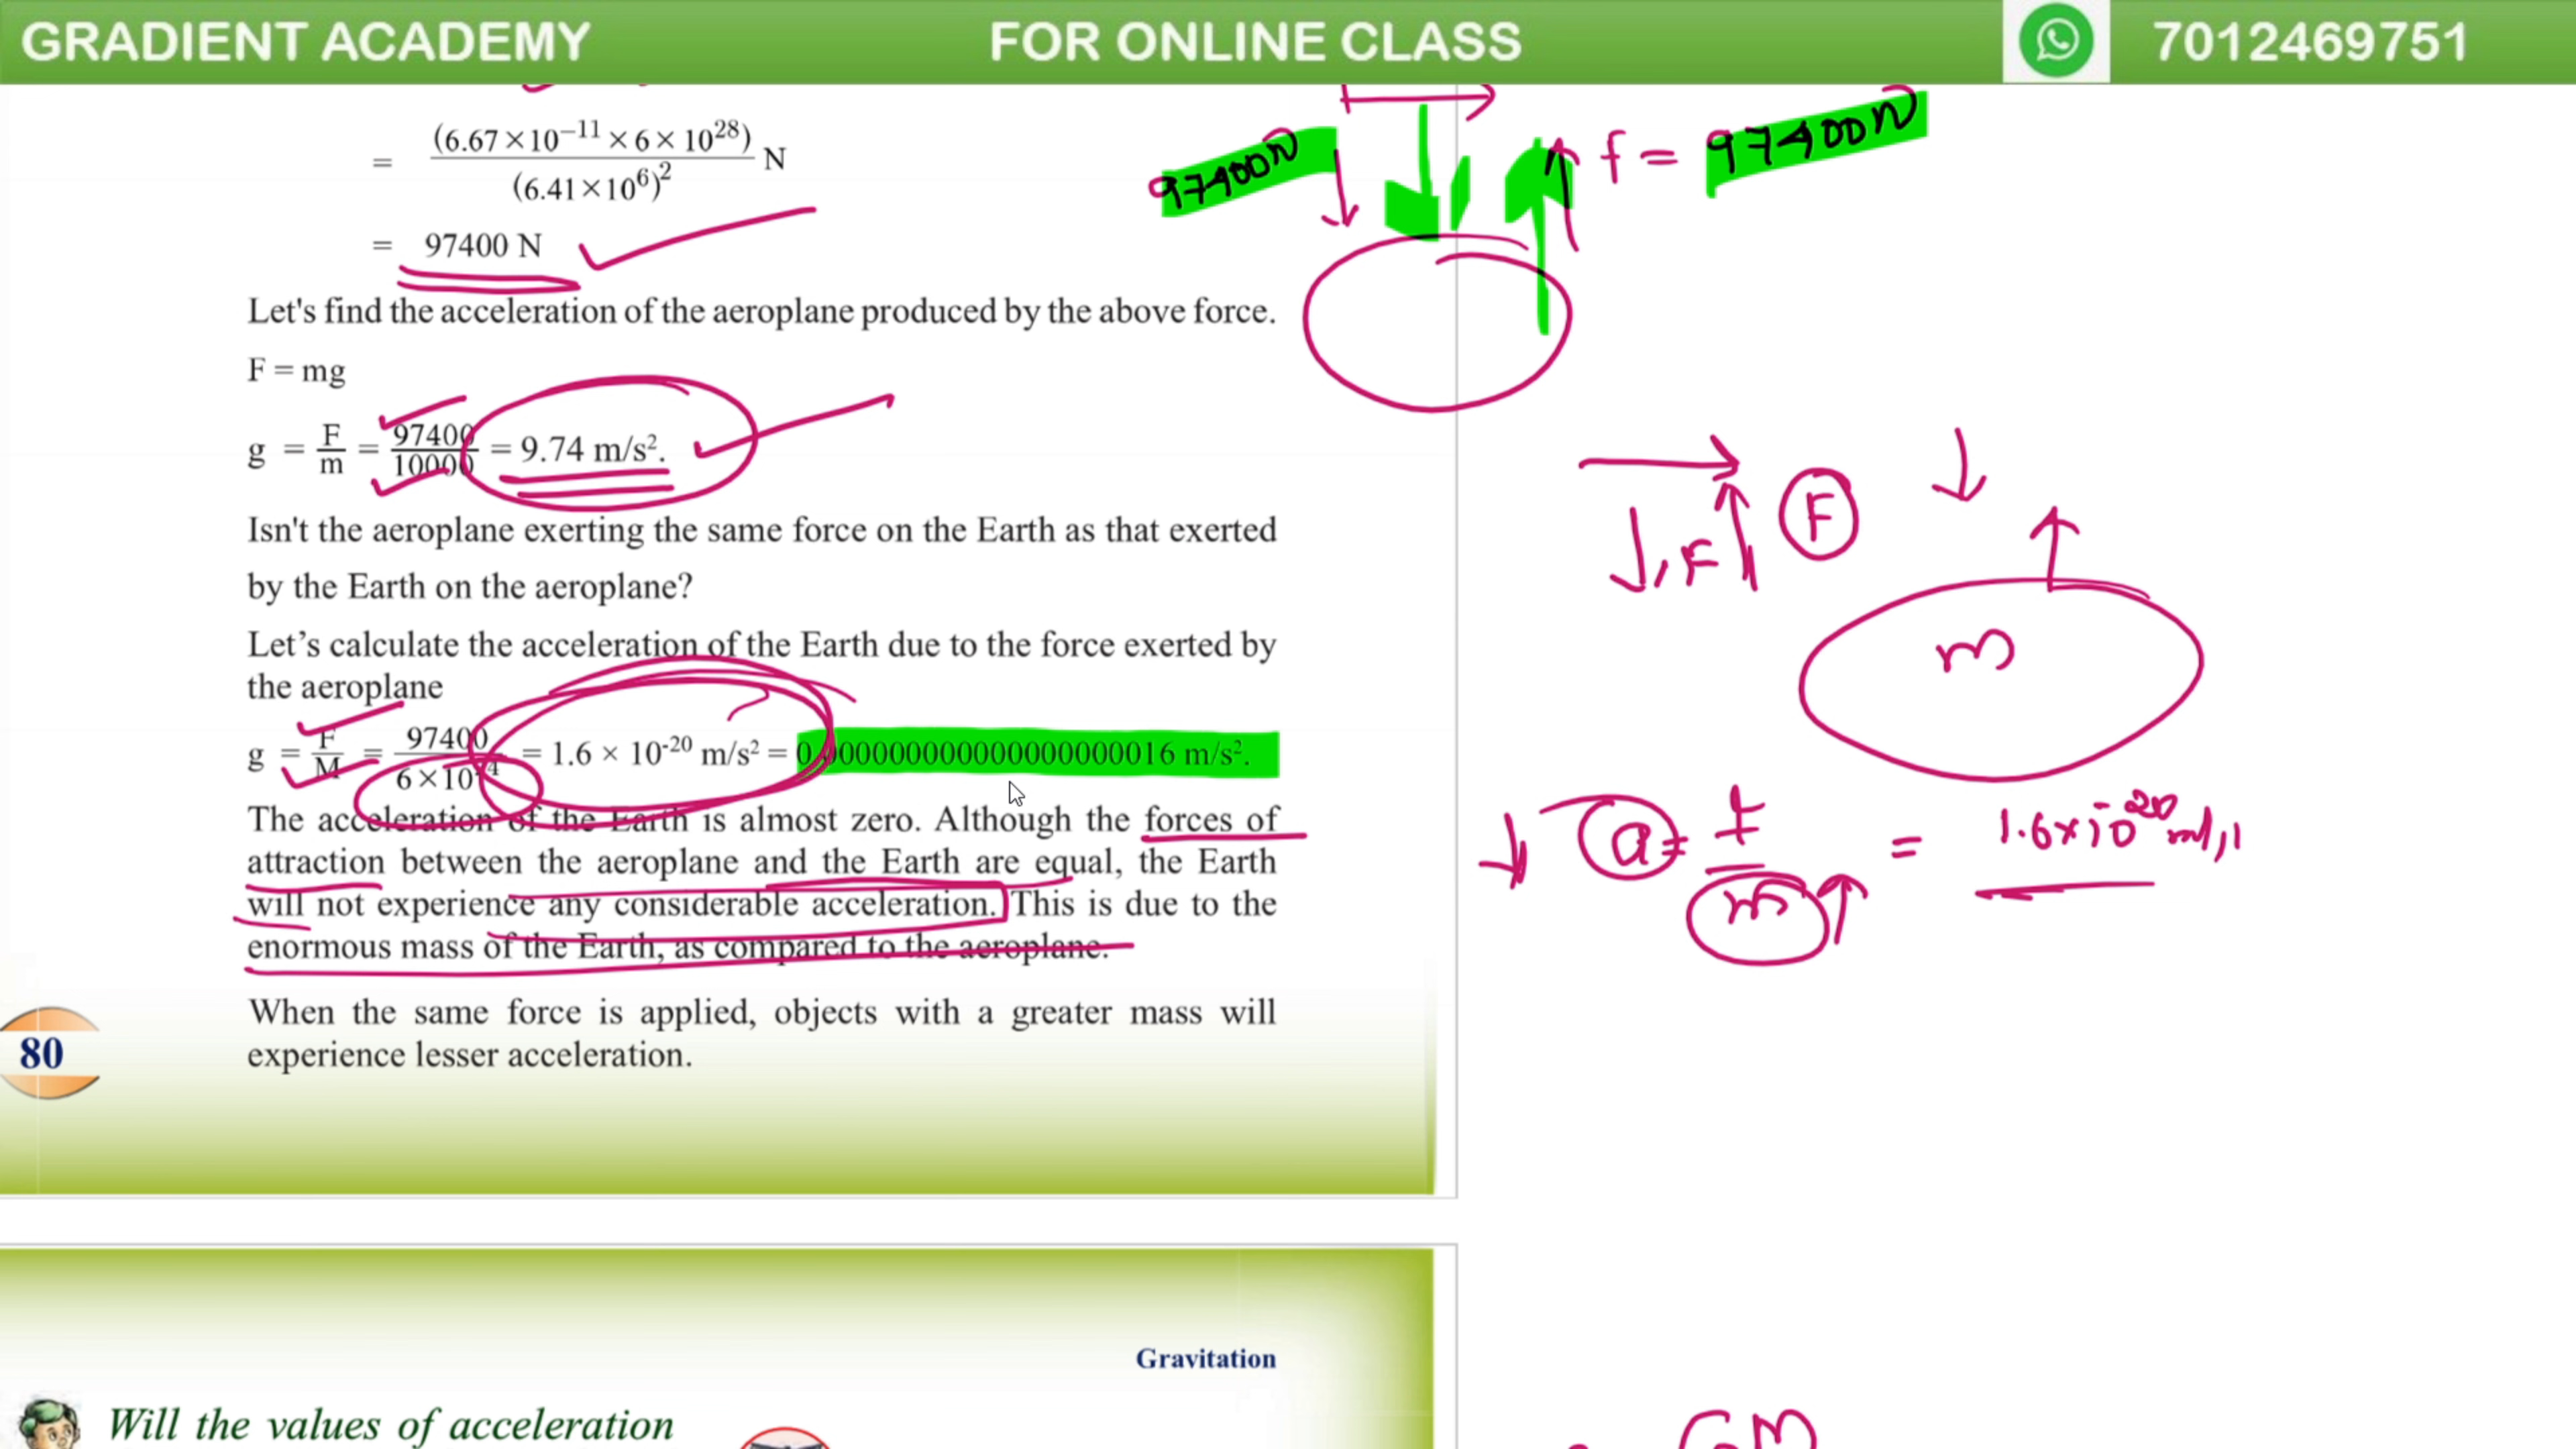 GRADIENT ACADEMY FOR ONLINE CLASS 7012469751
= (6.67×10⁻¹¹ × 6 × 10²⁸) / (6.41×10⁶)² N
= 97400 N
97400N
f = 97400N
Let's find the acceleration of the aeroplane produced by the above force.
F = mg
g = F/m = 97400/10000 = 9.74 m/s².
Isn't the aeroplane exerting the same force on the Earth as that exerted
by the Earth on the aeroplane?
Let’s calculate the acceleration of the Earth due to the force exerted by
the aeroplane
g = F/M = 97400/6×10²⁴ = 1.6 × 10⁻²⁰ m/s² =
The acceleration of the Earth is almost zero. Although the forces of
attraction between the aeroplane and the Earth are equal, the Earth
will not experience any considerable acceleration. This is due to the
enormous mass of the Earth, as compared to the aeroplane.
When the same force is applied, objects with a greater mass will
experience lesser acceleration.
80
F
F
m
a = f/m = 1.6×10⁻²⁰
Gravitation
Will the values of acceleration